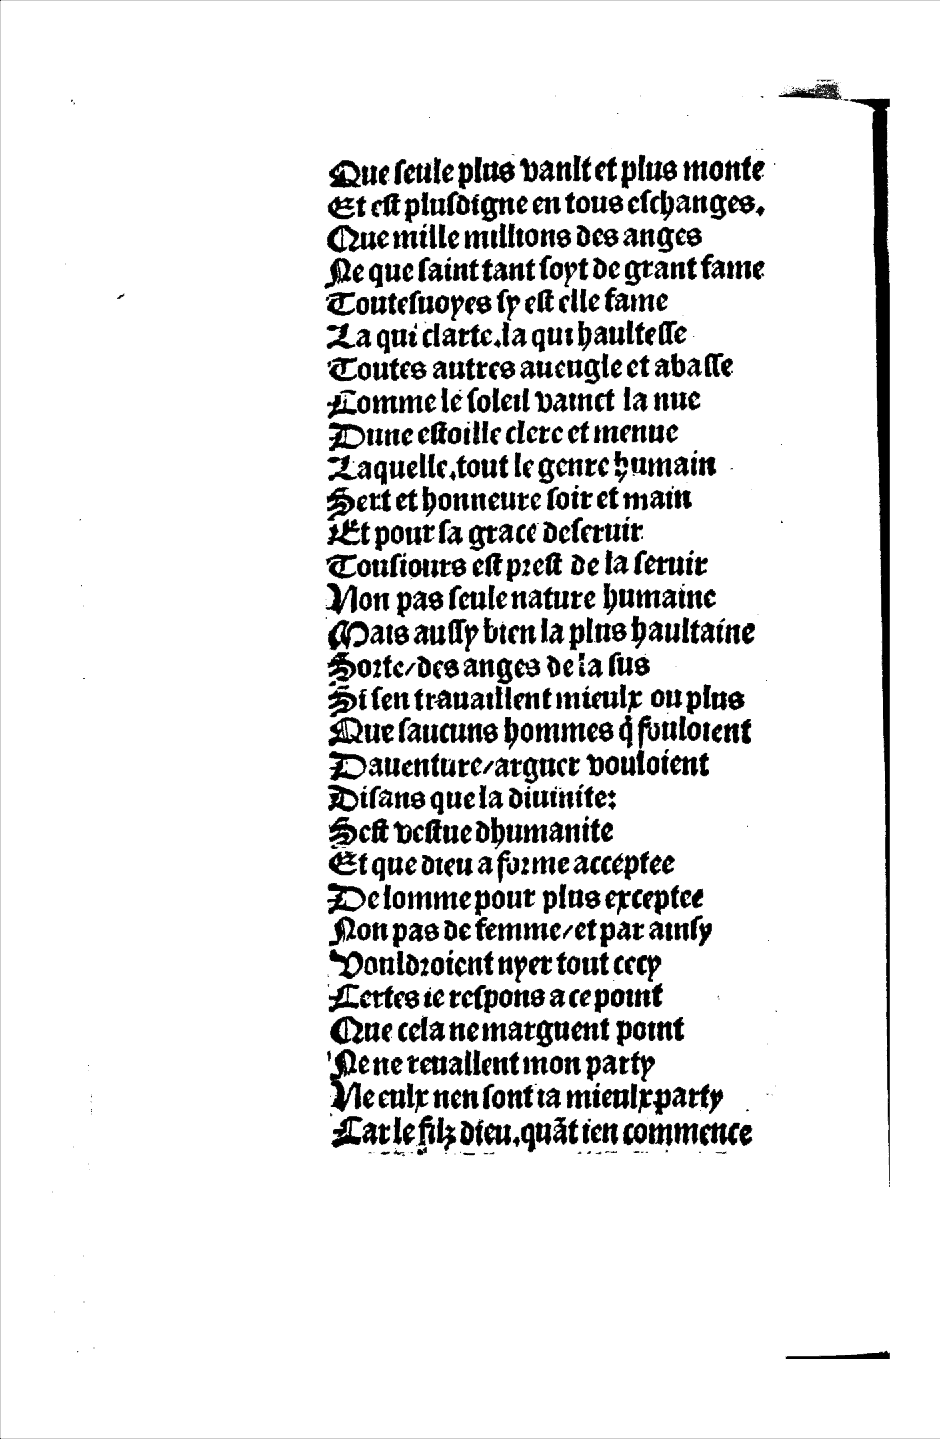 Que ſeule plus vault et plus monte
Et eſt pluſdigne en tous eſchanges.
Que mille millions des anges
Ne que ſaint tant ſoyt de grant fame
Touteſuoyes ſy eſt elle fame
La qui clarte.la qui haulteſſe
Toutes autres aueugle et abaſſe
Comme le ſoleil vainct la nue
Dune eſtoille clere et menue
Laquelle.tout le genre humain
Sert et honneure ſoir et main
Et pour ſa grace deſeruir
Touſiours eſt preſt de la ſeruir
Non pas ſeule nature humaine
Mais auſſy bien la plus haultaine
Sorte/des anges de la ſus
Si ſen trauaillent mieulx ou plus
Que ſaucuns hommes q̃ fouloient
Dauenture/arguer vouloient
Diſans que la diuinite:
Seſt veſtue dhumanite
Et que dieu a forme acceptee
De lomme pour plus exceptee
Non pas de femme/et par ainſy
Vouldroient nyer tout cecy
Certes ie reſpons a ce point
Que cela ne marguent point
Ne ne reuallent mon party
Ne eulx nen ſont ia mieulx party
Car le filz dieu.quãt ien commence